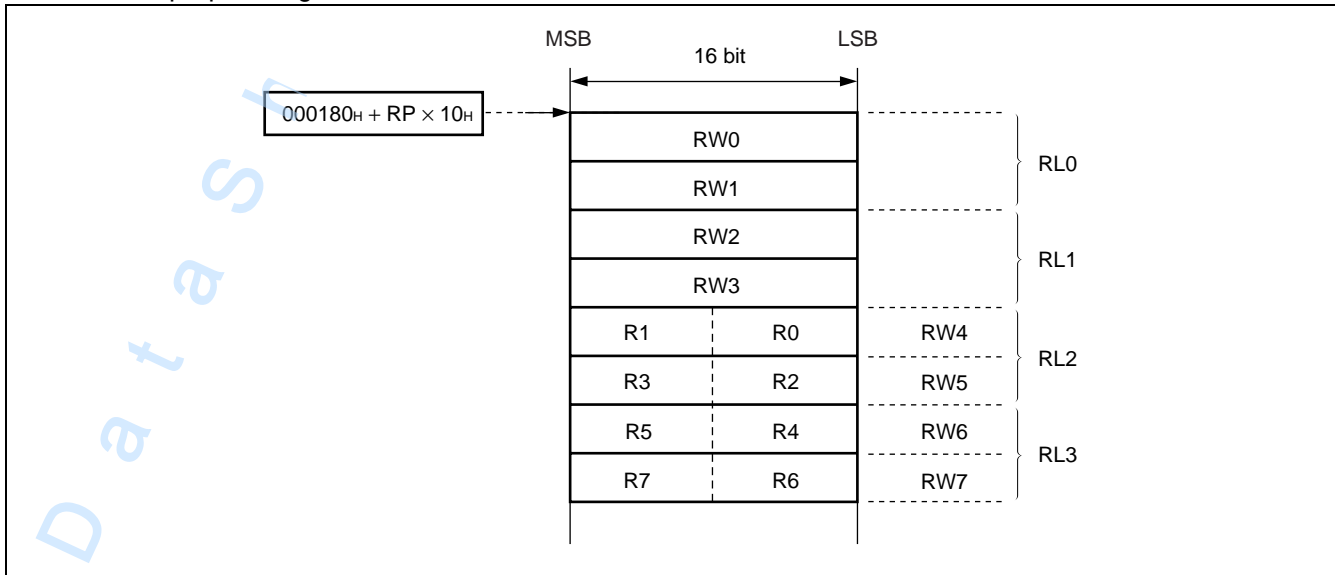 MSB LSB
16 bit
000180H + RP × 10H
RW0
RL0
RW1
RW2
RL1
RW3
R1 R0 RW4
RL2
R3 R2 RW5
R5 R4 RW6
RL3
R7 R6 RW7
D a t a S h